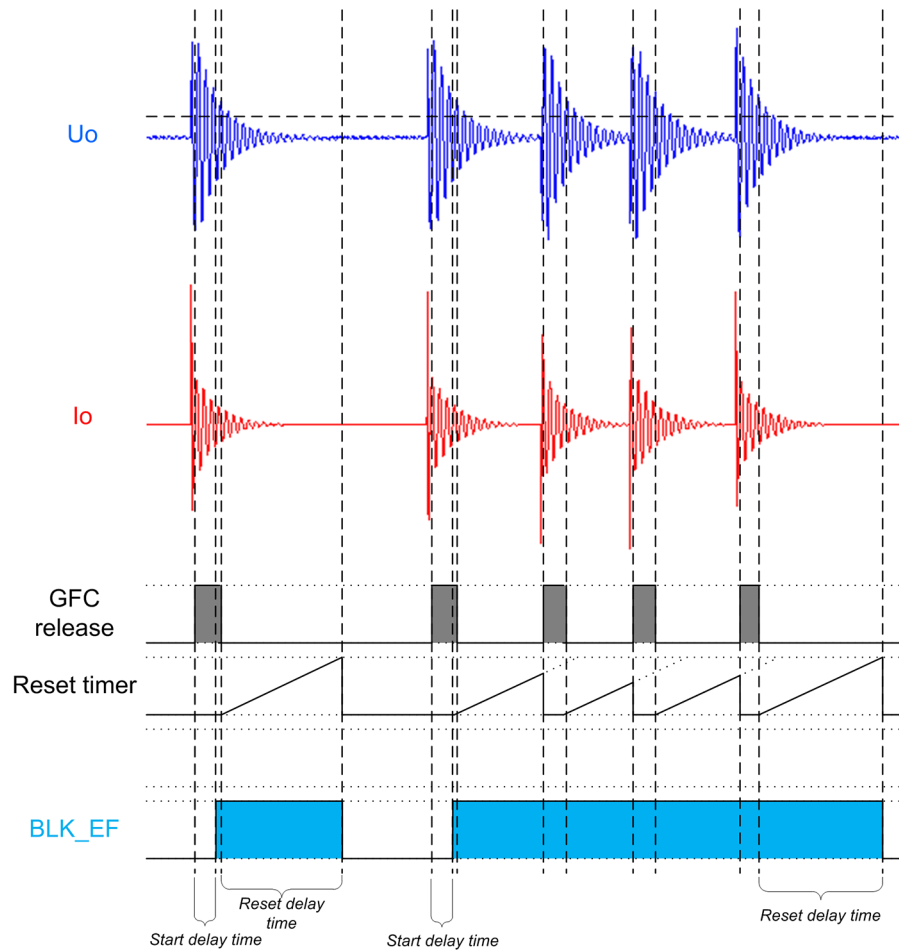 Uo
Io
GFC
release
Reset timer
BLK_EF
Reset delay
time
Start delay time
Start delay time
Reset delay time